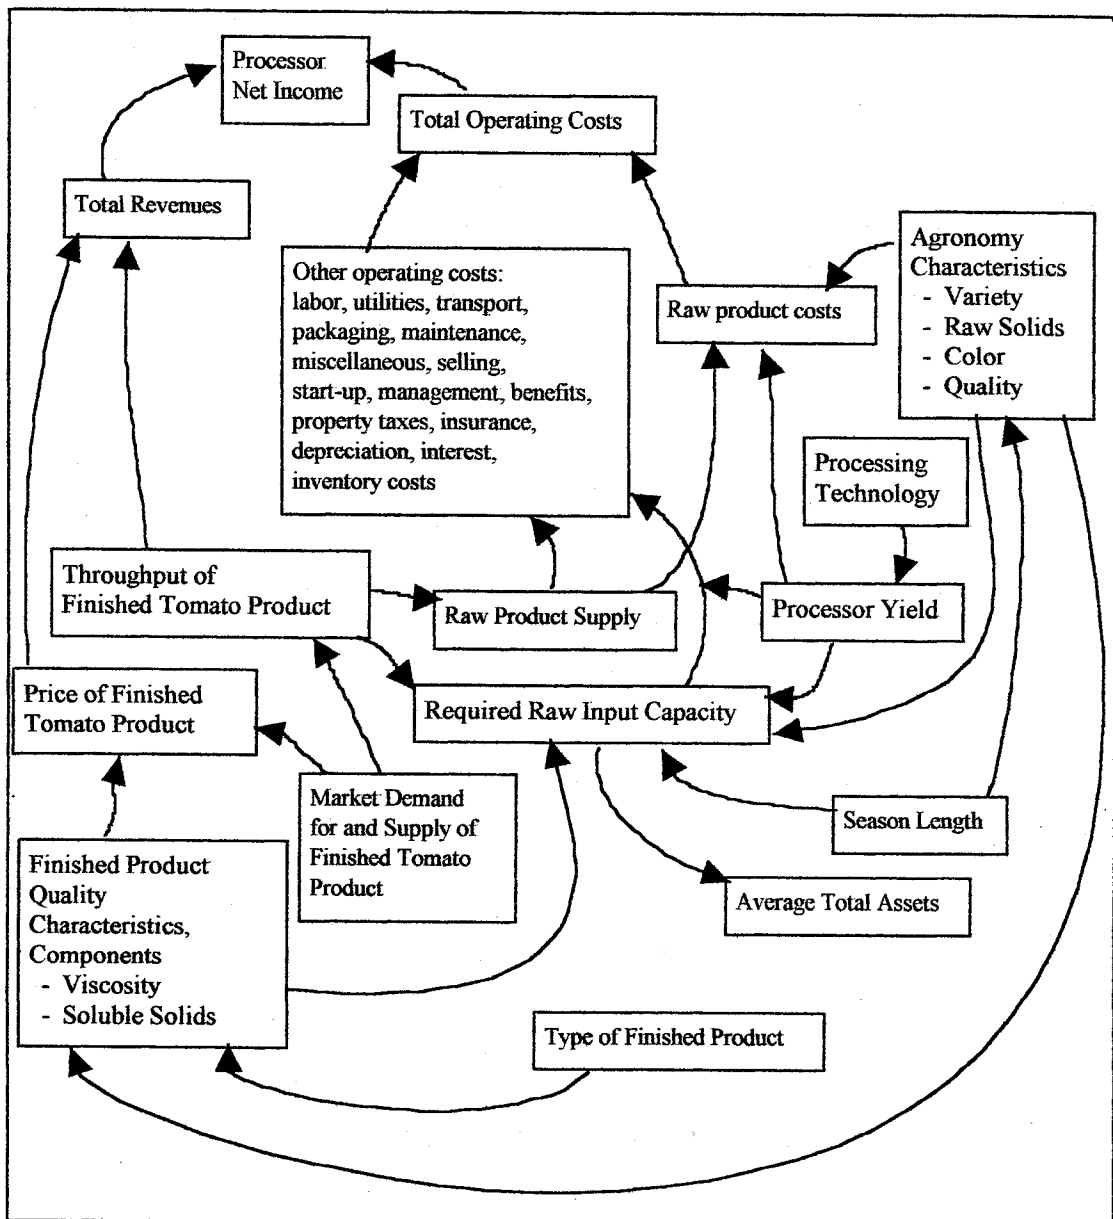 Processor
Net Income
Total Operating Costs
Total Revenues
Agronomy
Characteristics
- Variety
- Raw Solids
- Color
- Quality
Other operating costs:
labor, utilities, transport,
packaging, maintenance,
miscellaneous, selling,
start-up, management, benefits,
property taxes, insurance,
depreciation, interest,
inventory costs
Raw product costs
Processing
Technology
Throughput of
Finished Tomato Product
Raw Product Supply
Processor Yield
Price of Finished
Tomato Product
Required Raw Input Capacity
Market Demand
for and Supply of
Finished Tomato
Product
Season Length
Finished Product
Quality
Characteristics,
Components
- Viscosity
- Soluble Solids
Average Total Assets
Type of Finished Product